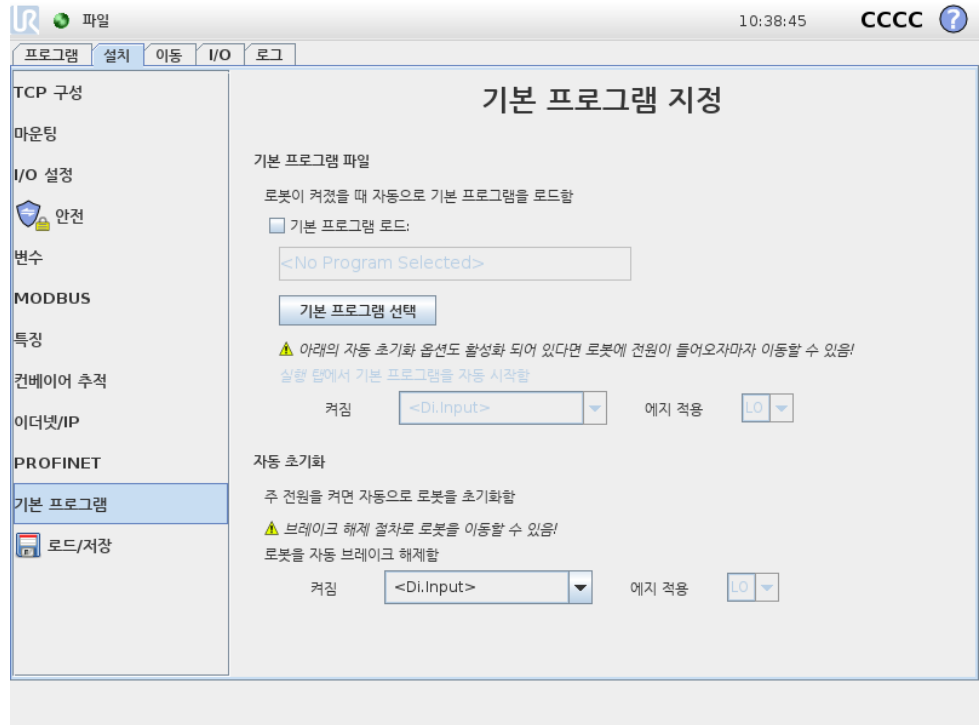 UR 파일 10:38:45 CCCC ?
프로그램 설치 이동 I/O 로그
TCP 구성
마운팅
I/O 설정
안전
변수
MODBUS
특징
컨베이어 추적
이더넷/IP
PROFINET
기본 프로그램
로드/저장
기본 프로그램 지정
기본 프로그램 파일
로봇이 켜졌을 때 자동으로 기본 프로그램을 로드함
기본 프로그램 로드:
<No Program Selected>
기본 프로그램 선택
아래의 자동 초기화 옵션도 활성화 되어 있다면 로봇에 전원이 들어오자마자 이동할 수 있음!
실행 탭에서 기본 프로그램을 자동 시작함
켜짐 <Di.Input> 에지 적용 LO
자동 초기화
주 전원을 켜면 자동으로 로봇을 초기화함
브레이크 해제 절차로 로봇을 이동할 수 있음!
로봇을 자동 브레이크 해제함
켜짐 <Di.Input> 에지 적용 LO